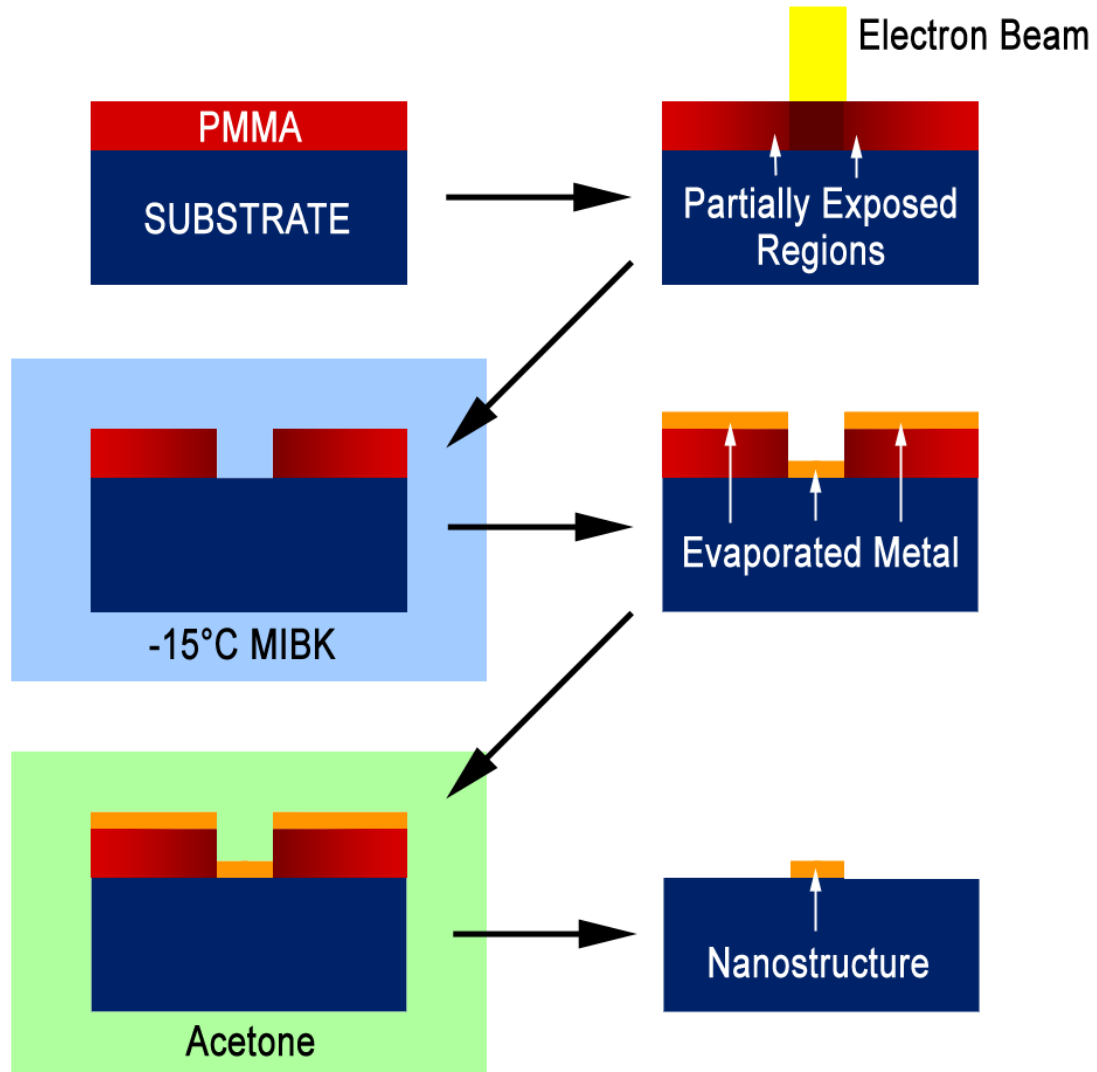 Electron Beam
PMMA
SUBSTRATE
Partially Exposed
Regions
-15°C MIBK
Evaporated Metal
Acetone
Nanostructure